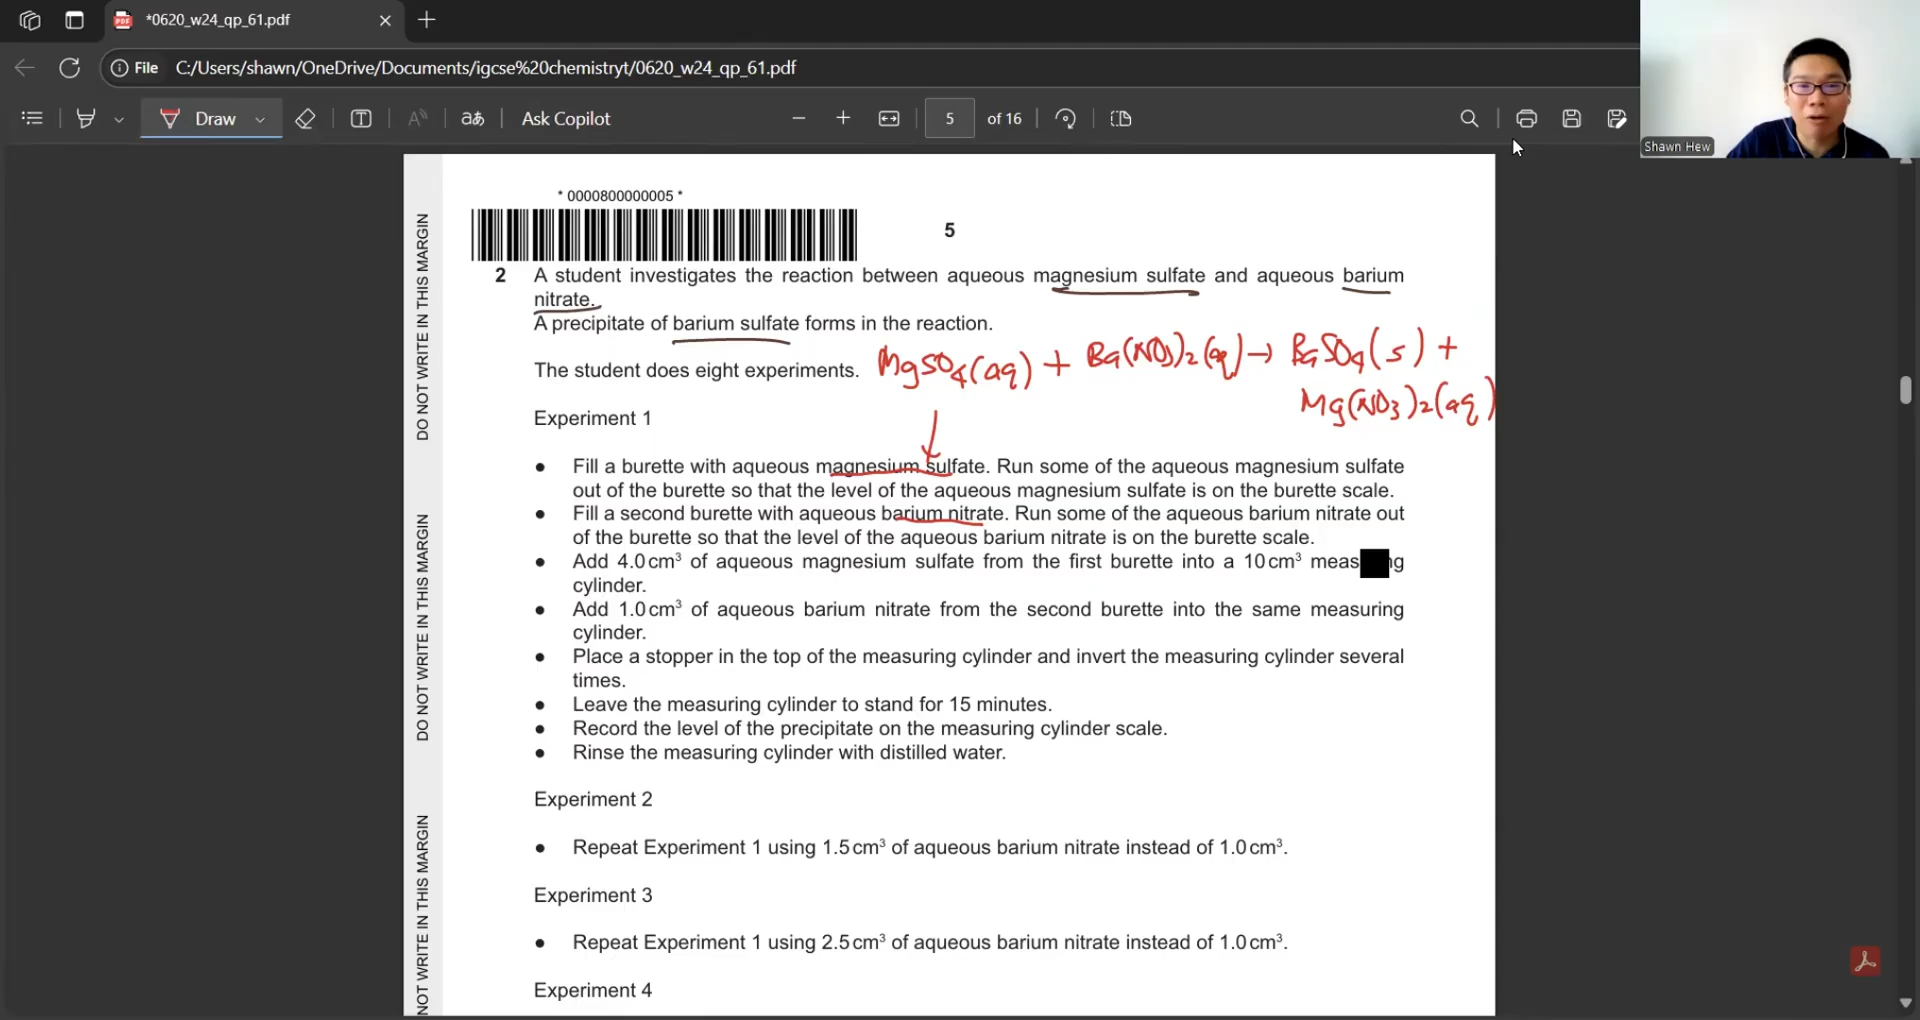 *0620_w24_qp_61.pdf
File C:/Users/shawn/OneDrive/Documents/igcse%20chemistryt/0620_w24_qp_61.pdf
Draw aあ Ask Copilot 5 of 16
Shawn Hew
* 0000800000005 *
5
DO NOT WRITE IN THIS MARGIN
DO NOT WRITE IN THIS MARGIN
NOT WRITE IN THIS MARGIN
2 A student investigates the reaction between aqueous magnesium sulfate and aqueous barium
nitrate.
A precipitate of barium sulfate forms in the reaction.
MgSO4(aq) + Ba(NO3)2(aq) → BaSO4(s) +
Mg(NO3)2(aq)
The student does eight experiments.
Experiment 1
● Fill a burette with aqueous magnesium sulfate. Run some of the aqueous magnesium sulfate
out of the burette so that the level of the aqueous magnesium sulfate is on the burette scale.
● Fill a second burette with aqueous barium nitrate. Run some of the aqueous barium nitrate out
of the burette so that the level of the aqueous barium nitrate is on the burette scale.
● Add 4.0 cm³ of aqueous magnesium sulfate from the first burette into a 10 cm³
cylinder.
● Add 1.0 cm³ of aqueous barium nitrate from the second burette into the same measuring
cylinder.
● Place a stopper in the top of the measuring cylinder and invert the measuring cylinder several
times.
● Leave the measuring cylinder to stand for 15 minutes.
● Record the level of the precipitate on the measuring cylinder scale.
● Rinse the measuring cylinder with distilled water.
Experiment 2
● Repeat Experiment 1 using 1.5 cm³ of aqueous barium nitrate instead of 1.0 cm³.
Experiment 3
● Repeat Experiment 1 using 2.5 cm³ of aqueous barium nitrate instead of 1.0 cm³.
Experiment 4